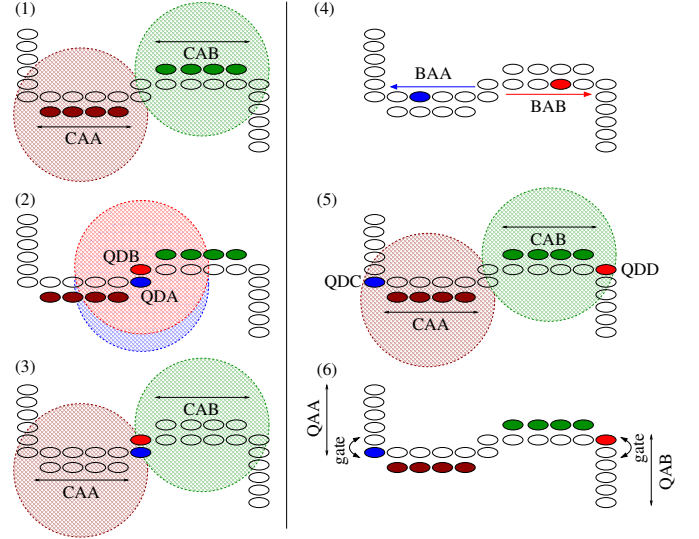 (1)
CAB
CAA
(2)
QDB
QDA
(3)
CAB
CAA
(4)
BAA
BAB
(5)
CAB
QDC
QDD
CAA
(6)
QAA
gate
gate
QAB